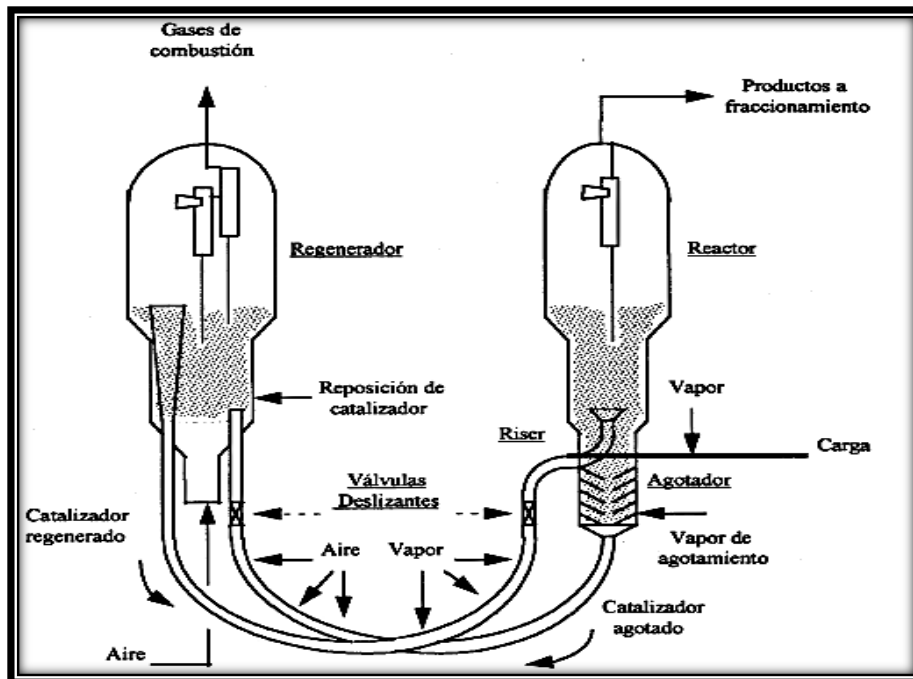 Gases de
combustión
Productos a
fraccionamiento
Regenerador
Reactor
Reposición de
catalizador
Vapor
Riser
Carga
Válvulas
Deslizantes
Agotador
Catalizador
regenerado
Aire
Vapor
Vapor de
agotamiento
Catalizador
agotado
Aire